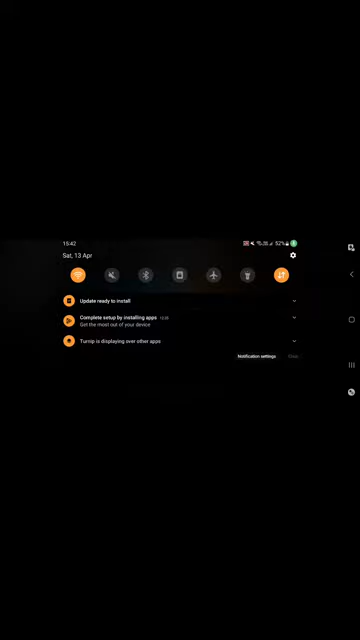 15:42
52%
Sat, 13 Apr
Update ready to install
Complete setup by installing apps
Get the most out of your device
Turnip is displaying over other apps
Notification settings Clear